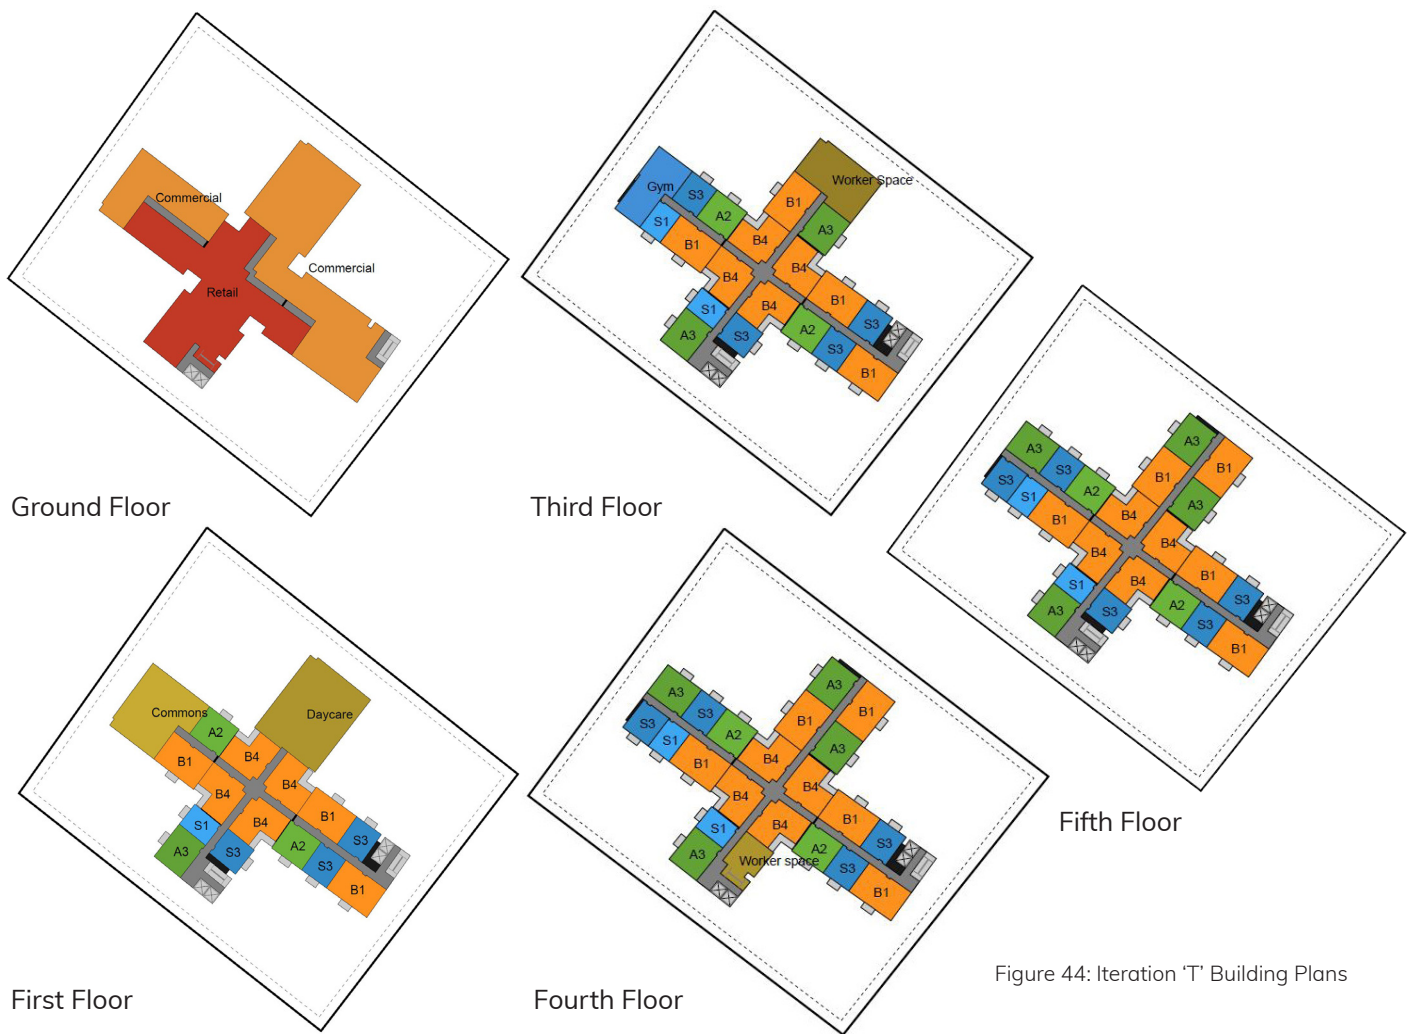 Commercial
Commercial
Retail
Ground Floor
Gym
S3
A2
S1
B1
B4
B4
B1
Worker Space
A3
B4
B4
B1
S3
S1
A3
S3
A2
S3
B1
Third Floor
Commons
A2
B1
B4
B4
Daycare
B4
B4
B1
S3
S1
A3
S3
A2
S3
B1
First Floor
A3
S3
A2
S3
S1
B1
B4
B4
A3
B1
B1
A3
B4
B4
B1
S3
S1
A3
Worker space
A2
S3
B1
Fourth Floor
A3
S3
A2
S3
S1
B1
B4
B4
A3
B1
B1
A3
B4
B4
B1
S3
S1
A3
S3
A2
S3
B1
Fifth Floor
Figure 44: Iteration ‘T’ Building Plans